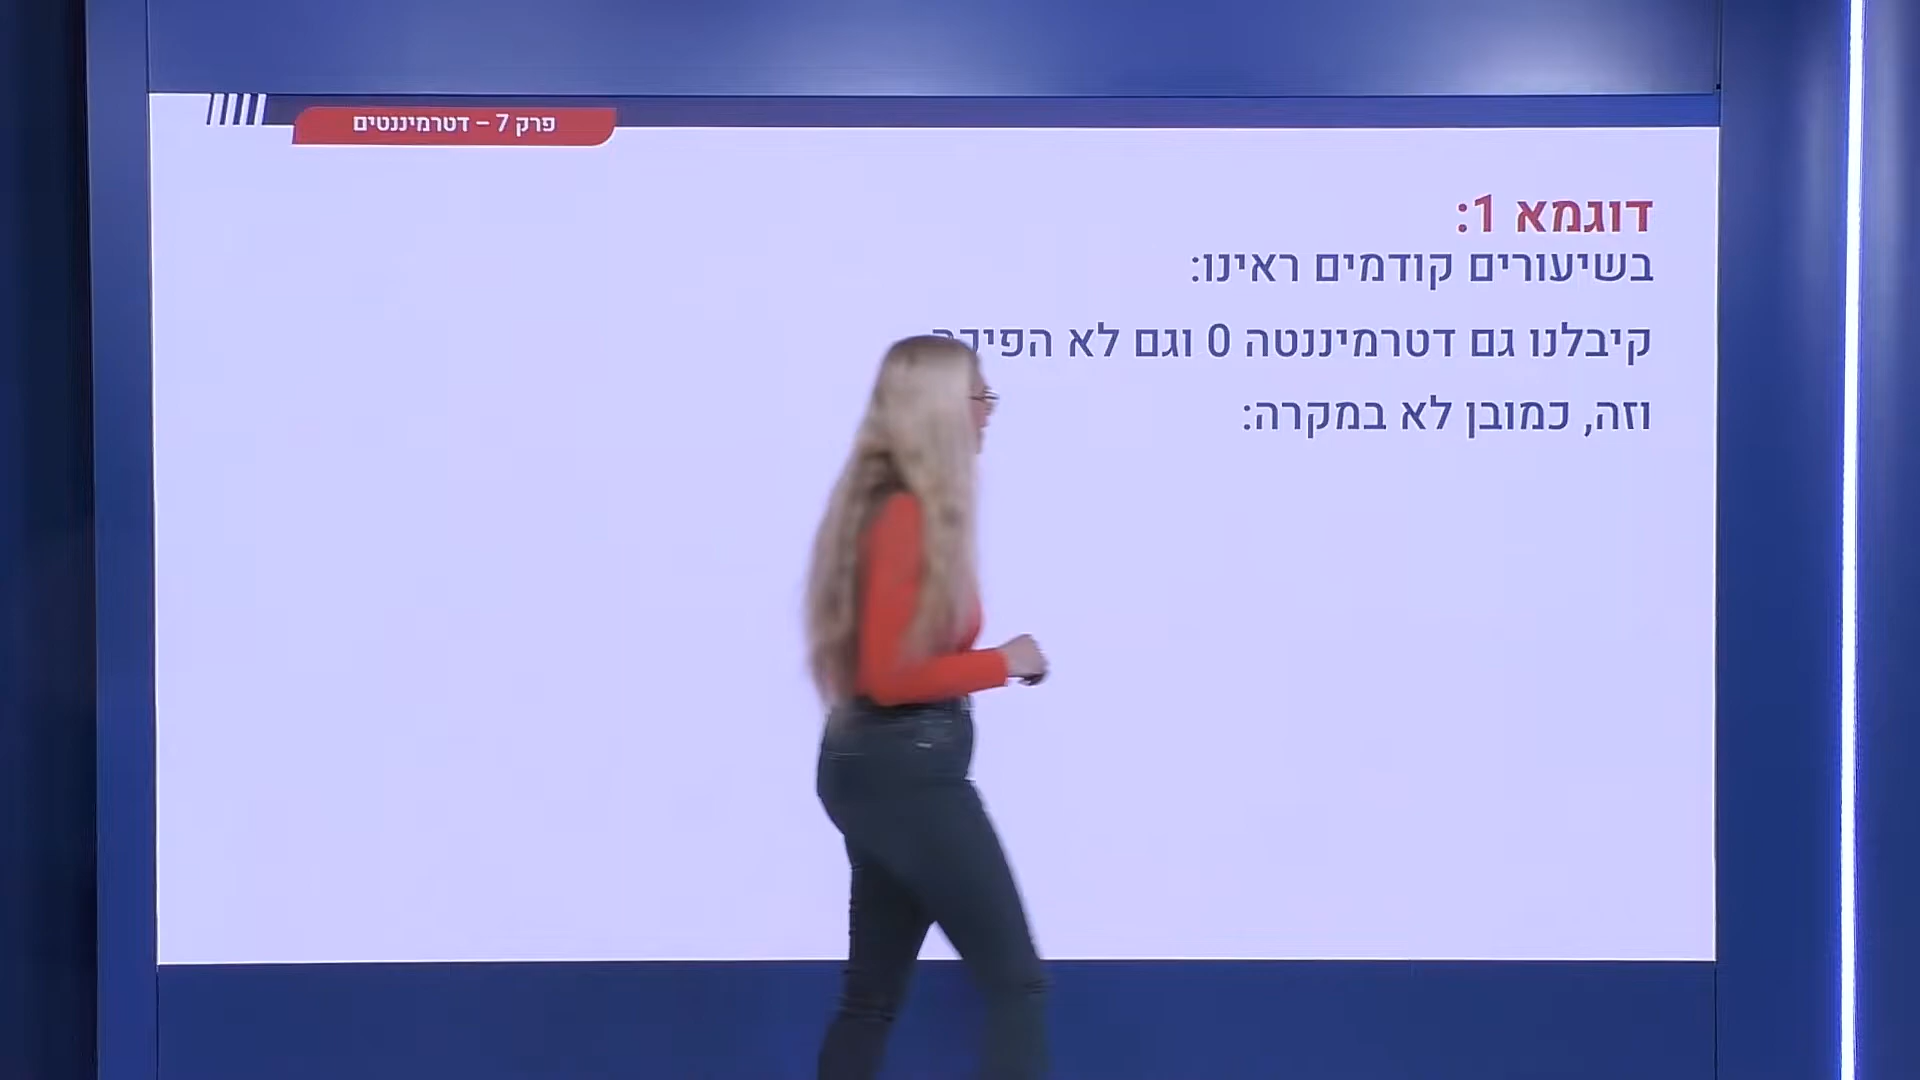 פרק 7 – דטרמיננטים
דוגמא 1:
בשיעורים קודמים ראינו:
קיבלנו גם דטרמיננטה 0 וגם לא
וזה, כמובן לא במקרה: